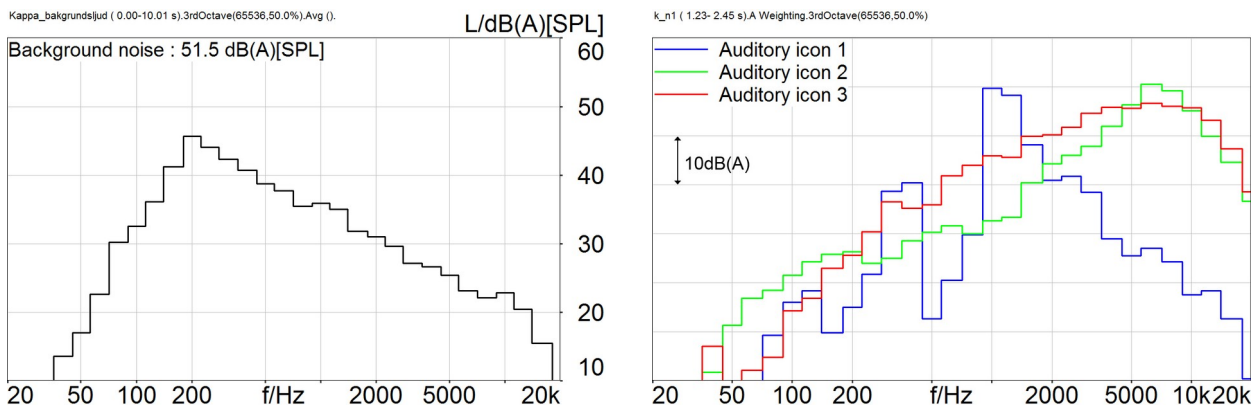 Kappa_bakgrundsljud ( 0.00-10.01 s).3rdOctave(65536,50.0%).Avg ().
L/dB(A)[SPL]
Background noise : 51.5 dB(A)[SPL]
60
50
40
30
20
10
20 50 100 200 f/Hz 2000 5000 20k
k_n1 ( 1.23- 2.45 s).A Weighting.3rdOctave(65536,50.0%)
Auditory icon 1
Auditory icon 2
Auditory icon 3
10dB(A)
20 50 100 200 f/Hz 2000 5000 10k20k